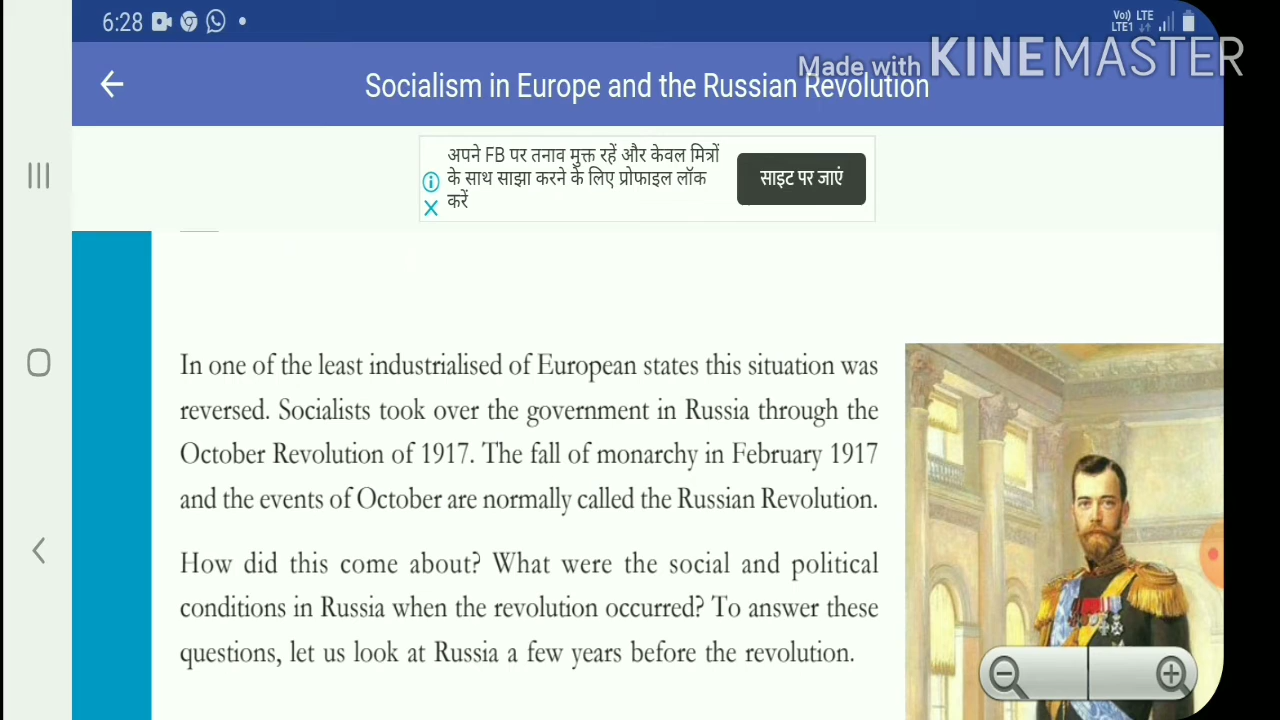 6:28
Vo) LTE
LTE1
Made with KINEMASTER
Socialism in Europe and the Russian Revolution
अपने FB पर तनाव मुक्त रहें और केवल मित्रों
के साथ साझा करने के लिए प्रोफाइल लॉक
करें
साइट पर जाएं
In one of the least industrialised of European states this situation was
reversed. Socialists took over the government in Russia through the
October Revolution of 1917. The fall of monarchy in February 1917
and the events of October are normally called the Russian Revolution.
How did this come about? What were the social and political
conditions in Russia when the revolution occurred? To answer these
questions, let us look at Russia a few years before the revolution.